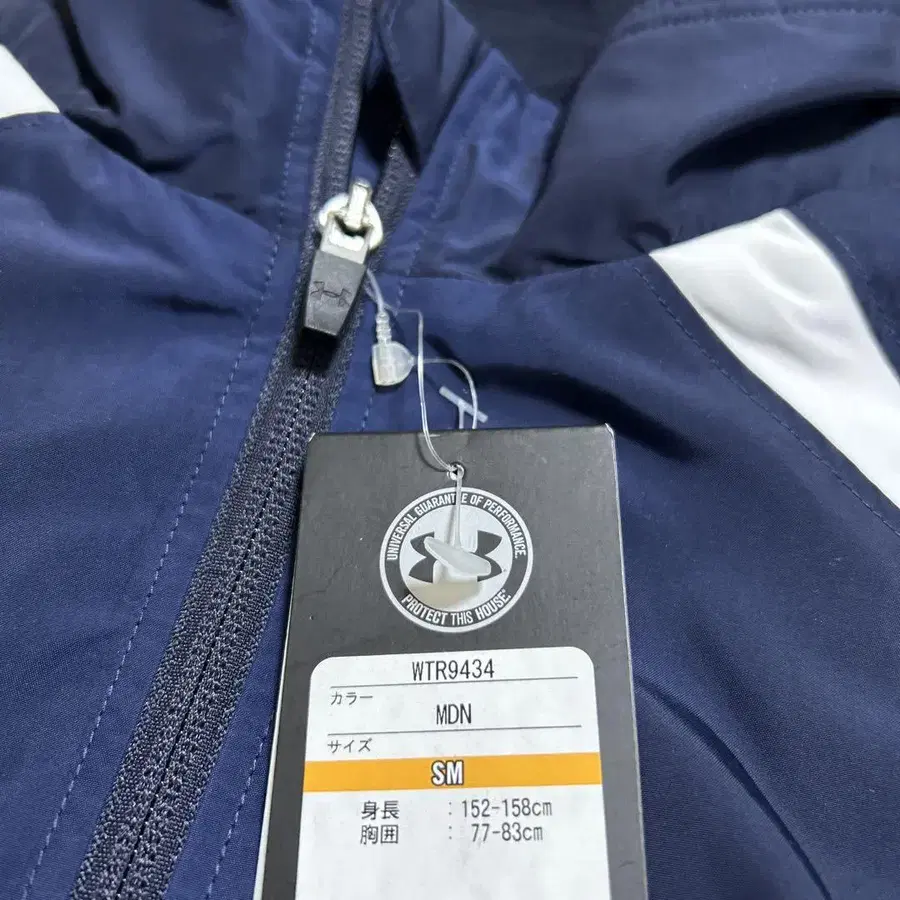 UNIVERSAL GUARANTEE OF PERFORMANCE.
PROTECT THIS HOUSE.®
WTR9434
カラー
MDN
サイズ
SM
身長 : 152-158cm
胸囲 : 77-83cm